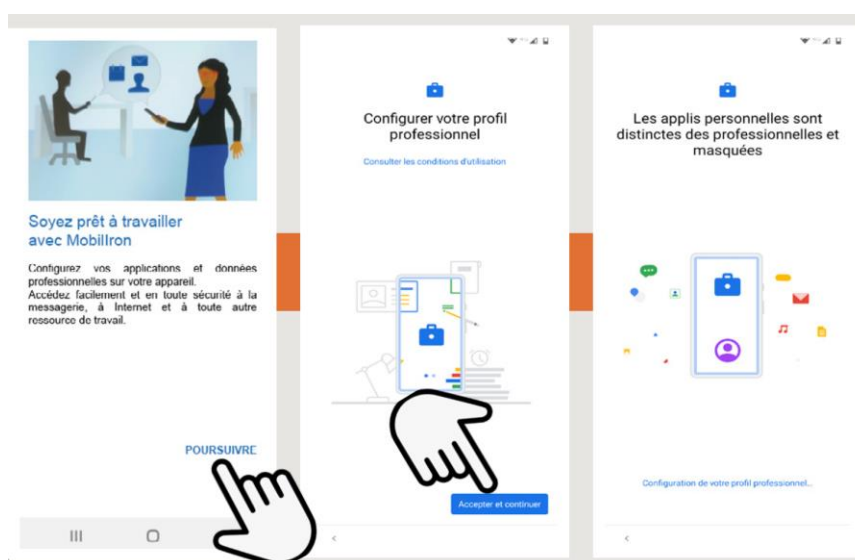 Soyez prêt à travailler
avec MobilIron
Configurez vos applications et données
professionnelles sur votre appareil.
Accédez facilement et en toute sécurité à la
messagerie, à Internet et à toute autre
ressource de travail.
POURSUIVRE
Configurer votre profil
professionnel
Consulter les conditions d'utilisation
Accepter et continuer
Les applis personnelles sont
distinctes des professionnelles et
masquées
Configuration de votre profil professionnel...